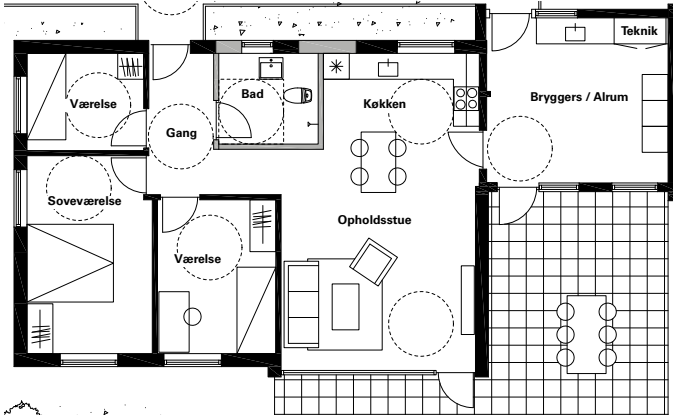 Teknik
Værelse
Bad
Køkken
Bryggers / Alrum
Gang
Soveværelse
Opholdsstue
Værelse